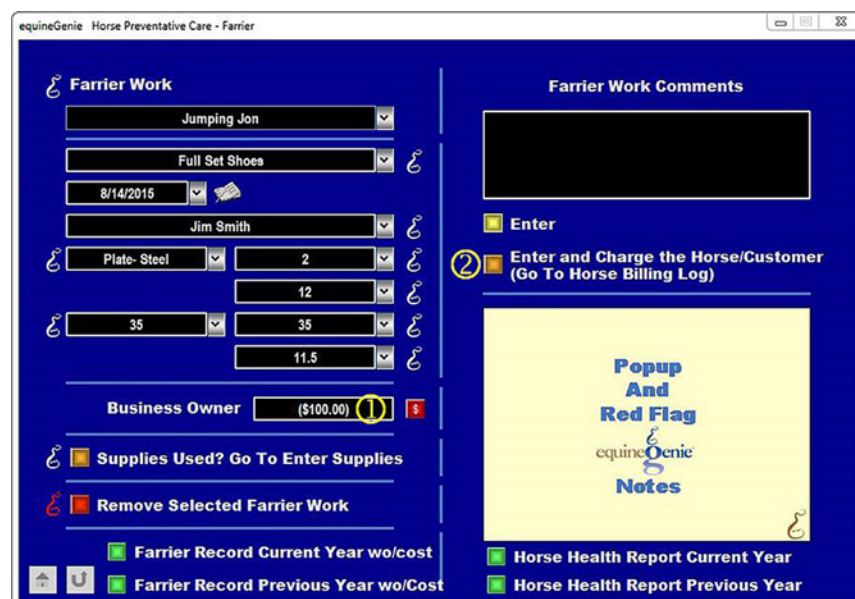 equineGenie Horse Preventative Care - Farrier
Farrier Work
Jumping Jon
Full Set Shoes
8/14/2015
Jim Smith
Plate- Steel
2
12
35
35
11.5
Business Owner
($100.00)
1
$
Supplies Used? Go To Enter Supplies
Remove Selected Farrier Work
Farrier Record Current Year wo/cost
Farrier Record Previous Year wo/Cost
Farrier Work Comments
Enter
2
Enter and Charge the Horse/Customer
(Go To Horse Billing Log)
Popup
And
Red Flag
equineGenie
Notes
Horse Health Report Current Year
Horse Health Report Previous Year